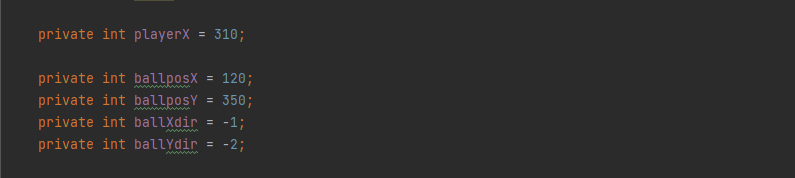 private int playerX = 310;
private int ballposX = 120;
private int ballposY = 350;
private int ballXdir = -1;
private int ballYdir = -2;